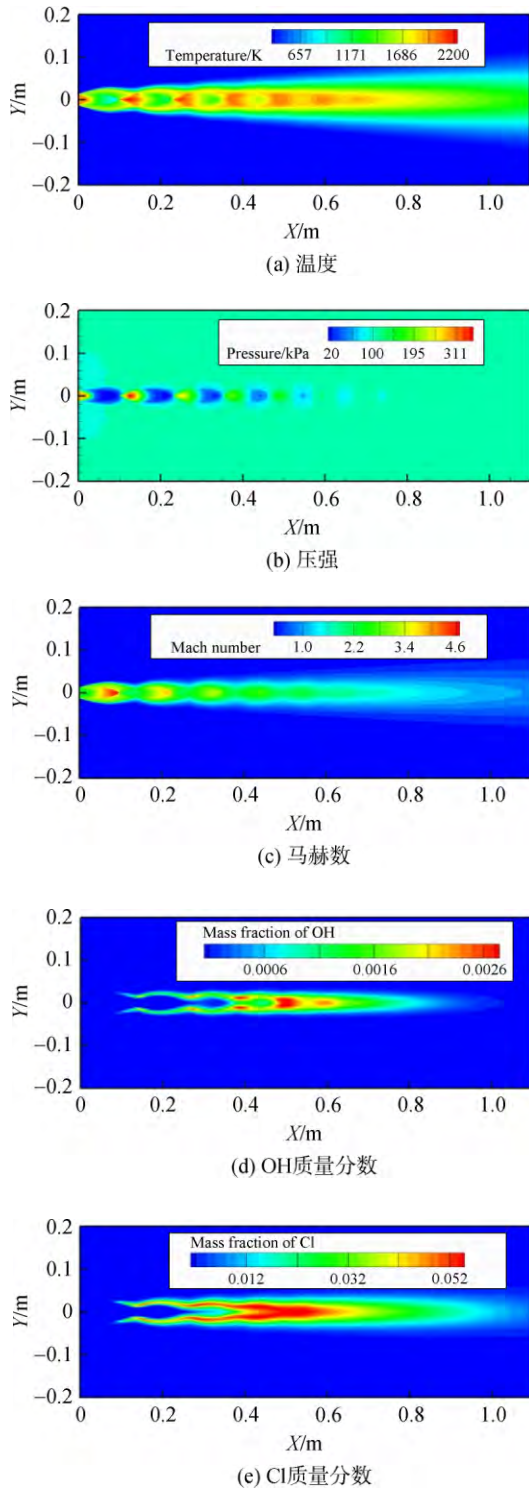 0.2
0.1
0
−0.1
−0.2
Y/m
Temperature/K 657 1171 1686 2200
0 0.2 0.4 0.6 0.8 1.0
X/m
(a) 温度
0.2
0.1
0
−0.1
−0.2
Y/m
Pressure/kPa 20 100 195 311
0 0.2 0.4 0.6 0.8 1.0
X/m
(b) 压强
0.2
0.1
0
−0.1
−0.2
Y/m
Mach number 1.0 2.2 3.4 4.6
0 0.2 0.4 0.6 0.8 1.0
X/m
(c) 马赫数
0.2
0.1
0
−0.1
−0.2
Y/m
Mass fraction of OH
0.0006 0.0016 0.0026
0 0.2 0.4 0.6 0.8 1.0
X/m
(d) OH质量分数
0.2
0.1
0
−0.1
−0.2
Y/m
Mass fraction of Cl
0.012 0.032 0.052
0 0.2 0.4 0.6 0.8 1.0
X/m
(e) Cl质量分数